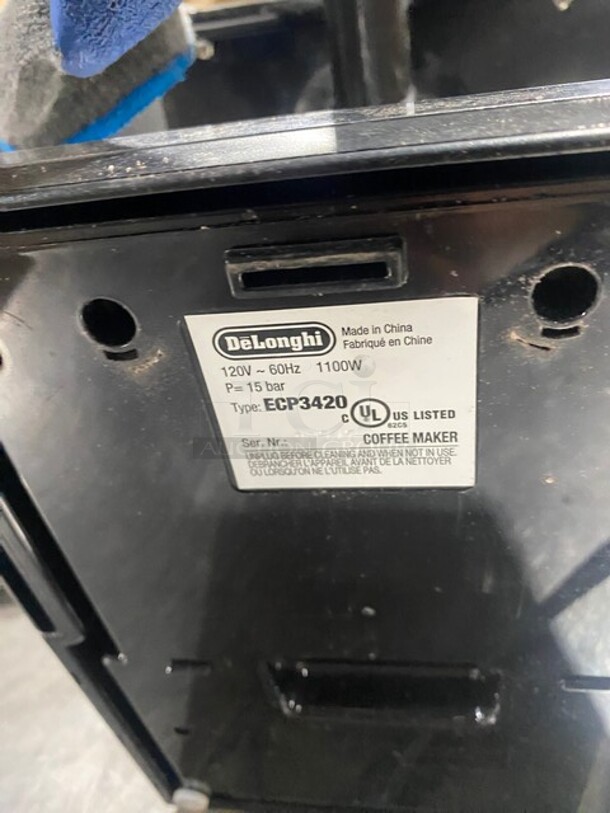 DeLonghi
Made in China
Fabriqué en Chine
120V ~ 60Hz 1100W
P= 15 bar
Type: ECP3420
C UL US LISTED
82C5
Ser. Nr.:
COFFEE MAKER
UNPLUG BEFORE CLEANING AND WHEN NOT IN USE.
DEBRANCHER L'APPAREIL AVANT DE LA NETTOYER
OU LORSQU'ON NE L'UTILISE PAS.